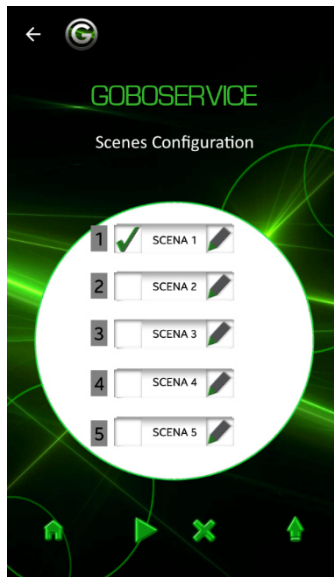 G
GOBOSERVICE
Scenes Configuration
1 SCENA 1
2 SCENA 2
3 SCENA 3
4 SCENA 4
5 SCENA 5